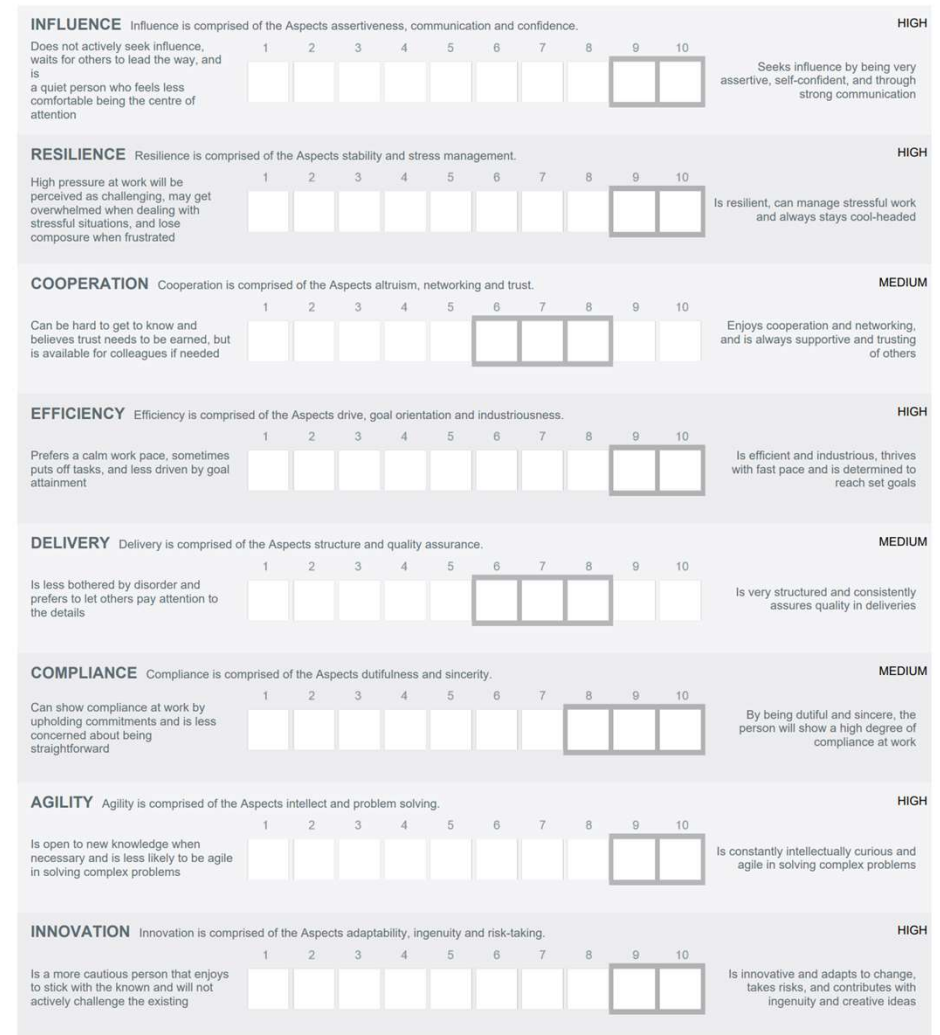 INFLUENCE Influence is comprised of the Aspects assertiveness, communication and confidence. HIGH
Does not actively seek influence,
waits for others to lead the way, and
is
a quiet person who feels less
comfortable being the centre of
attention
1 2 3 4 5 6 7 8 9 10
Seeks influence by being very
assertive, self-confident, and through
strong communication
RESILIENCE Resilience is comprised of the Aspects stability and stress management. HIGH
High pressure at work will be
perceived as challenging, may get
overwhelmed when dealing with
stressful situations, and lose
composure when frustrated
1 2 3 4 5 6 7 8 9 10
Is resilient, can manage stressful work
and always stays cool-headed
COOPERATION Cooperation is comprised of the Aspects altruism, networking and trust. MEDIUM
Can be hard to get to know and
believes trust needs to be earned, but
is available for colleagues if needed
1 2 3 4 5 6 7 8 9 10
Enjoys cooperation and networking,
and is always supportive and trusting
of others
EFFICIENCY Efficiency is comprised of the Aspects drive, goal orientation and industriousness. HIGH
Prefers a calm work pace, sometimes
puts off tasks, and less driven by goal
attainment
1 2 3 4 5 6 7 8 9 10
Is efficient and industrious, thrives
with fast pace and is determined to
reach set goals
DELIVERY Delivery is comprised of the Aspects structure and quality assurance. MEDIUM
Is less bothered by disorder and
prefers to let others pay attention to
the details
1 2 3 4 5 6 7 8 9 10
Is very structured and consistently
assures quality in deliveries
COMPLIANCE Compliance is comprised of the Aspects dutifulness and sincerity. MEDIUM
Can show compliance at work by
upholding commitments and is less
concerned about being
straightforward
1 2 3 4 5 6 7 8 9 10
By being dutiful and sincere, the
person will show a high degree of
compliance at work
AGILITY Agility is comprised of the Aspects intellect and problem solving. HIGH
Is open to new knowledge when
necessary and is less likely to be agile
in solving complex problems
1 2 3 4 5 6 7 8 9 10
Is constantly intellectually curious and
agile in solving complex problems
INNOVATION Innovation is comprised of the Aspects adaptability, ingenuity and risk-taking. HIGH
Is a more cautious person that enjoys
to stick with the known and will not
actively challenge the existing
1 2 3 4 5 6 7 8 9 10
Is innovative and adapts to change,
takes risks, and contributes with
ingenuity and creative ideas